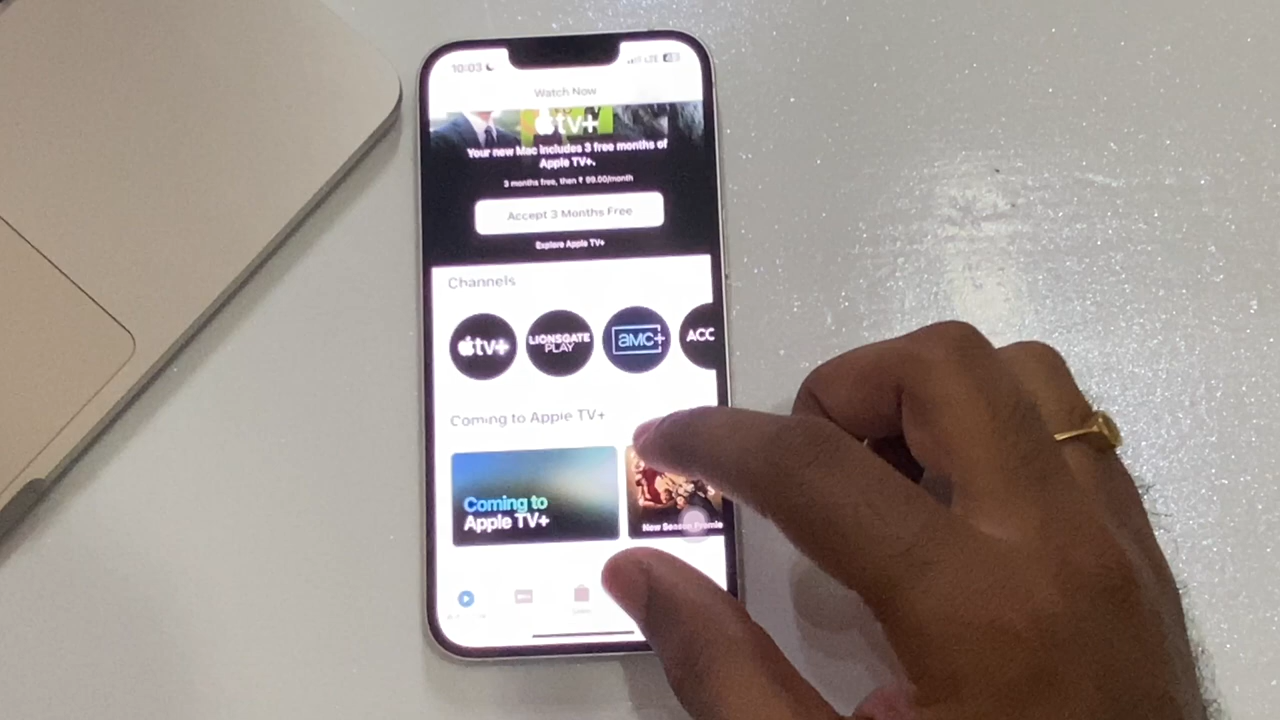 10:03
LTE
Watch Now
tv+
Your new Mac includes 3 free months of
Apple TV+.
3 months free, then ₹ 99.00/month
Accept 3 Months Free
Explore Apple TV+
Channels
tv+
LIONSGATE
PLAY
aMC+
ACC
Coming to Apple TV+
Coming to
Apple TV+
New Season Premie